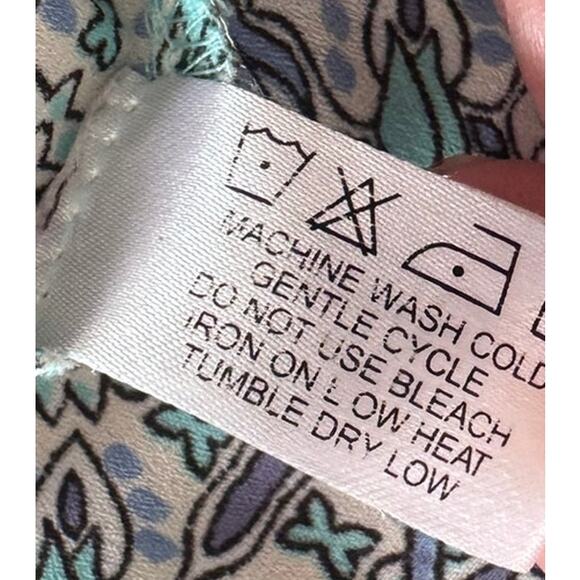 MACHINE WASH COLD
GENTLE CYCLE
DO NOT USE BLEACH
IRON ON LOW HEAT
TUMBLE DRY LOW